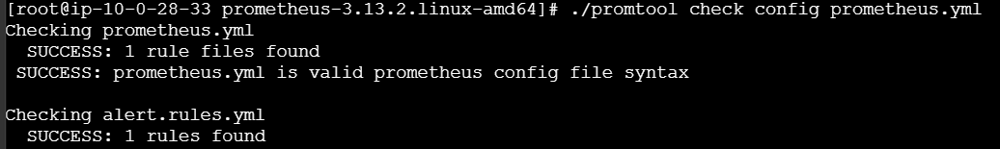 [root@ip-10-0-28-33 prometheus-3.13.2.linux-amd64]# ./promtool check config prometheus.yml
Checking prometheus.yml
  SUCCESS: 1 rule files found
 SUCCESS: prometheus.yml is valid prometheus config file syntax

Checking alert.rules.yml
  SUCCESS: 1 rules found